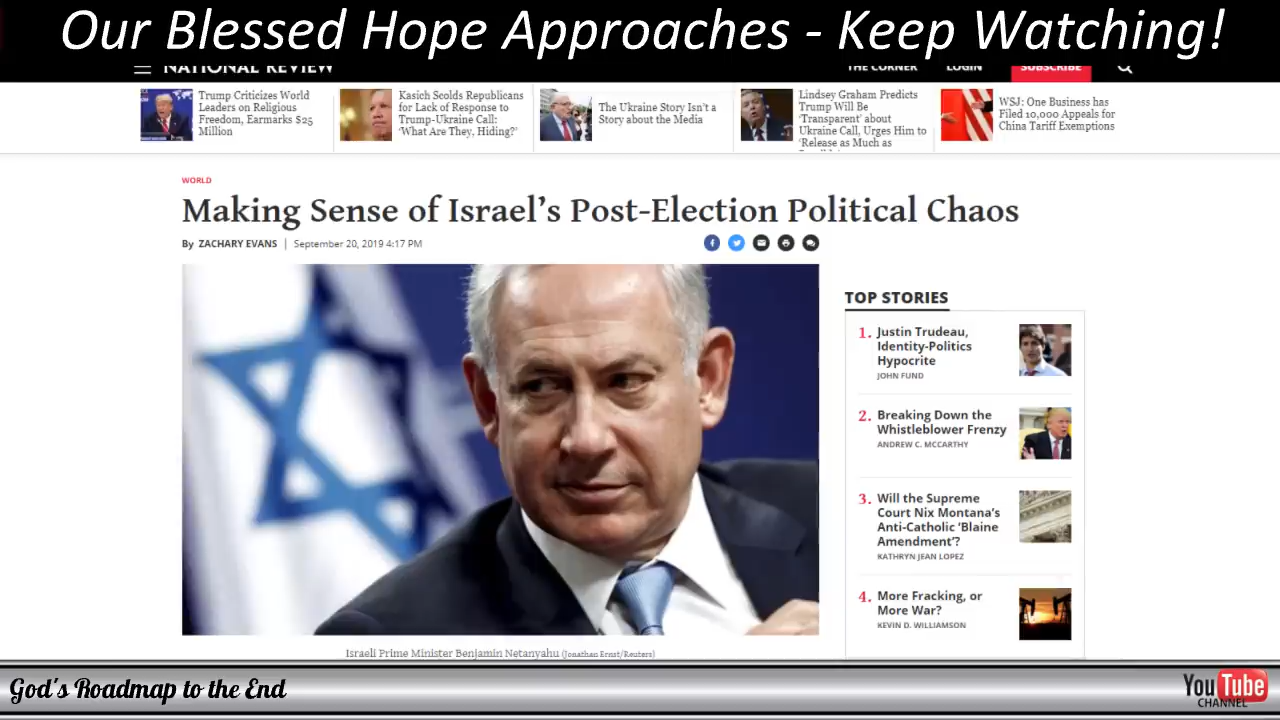 Our Blessed Hope Approaches - Keep Watching!
NATIONAL REVIEW
THE CORNER
LOGIN
SUBSCRIBE
Trump Criticizes World
Leaders on Religious
Freedom, Earmarks $25
Million
Kasich Scolds Republicans
for Lack of Response to
Trump-Ukraine Call:
‘What Are They, Hiding?’
The Ukraine Story Isn’t a
Story about the Media
Lindsey Graham Predicts
Trump Will Be
‘Transparent’ about
Ukraine Call, Urges Him to
‘Release as Much as
WSJ: One Business has
Filed 10,000 Appeals for
China Tariff Exemptions
WORLD
Making Sense of Israel’s Post-Election Political Chaos
By ZACHARY EVANS | September 20, 2019 4:17 PM
TOP STORIES
1. Justin Trudeau,
Identity-Politics
Hypocrite
JOHN FUND
2. Breaking Down the
Whistleblower Frenzy
ANDREW C. MCCARTHY
3. Will the Supreme
Court Nix Montana’s
Anti-Catholic ‘Blaine
Amendment’?
KATHRYN JEAN LOPEZ
4. More Fracking, or
More War?
KEVIN D. WILLIAMSON
Israeli Prime Minister Benjamin Netanyahu (Jonathan Ernst/Reuters)
God's Roadmap to the End
YouTube
CHANNEL